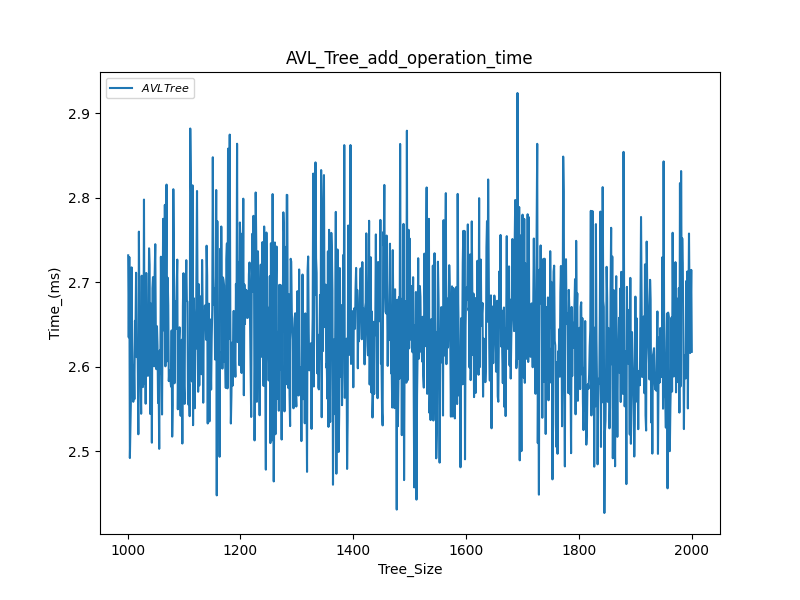 AVL_Tree_add_operation_time
AVLTree
2.9
2.8
2.7
2.6
2.5
Time_(ms)
1000 1200 1400 1600 1800 2000
Tree_Size